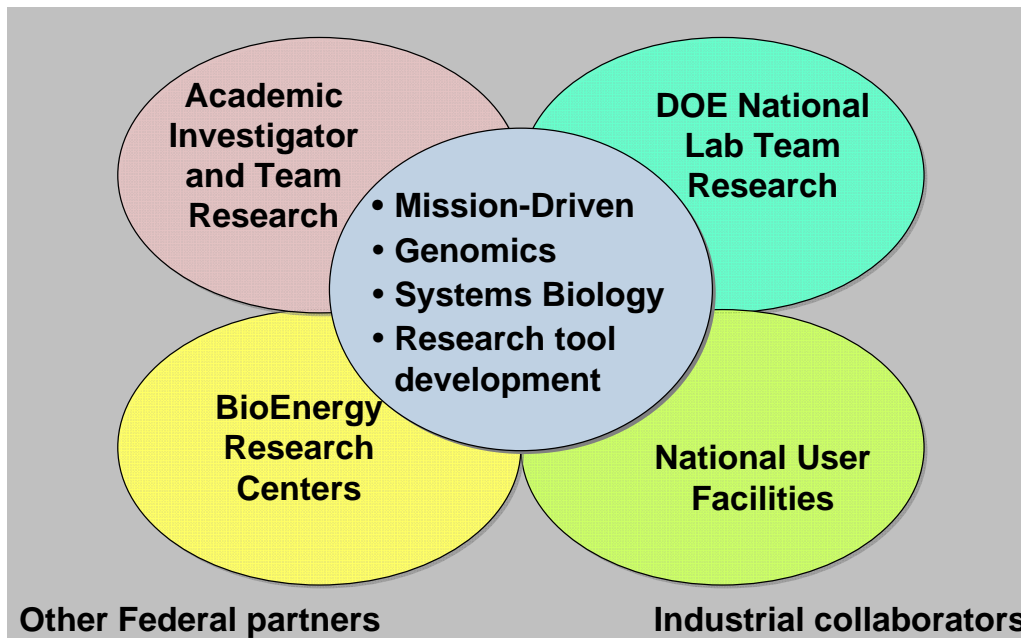 Academic
Investigator
and Team
Research
DOE National
Lab Team
Research
• Mission-Driven
• Genomics
• Systems Biology
• Research tool
development
BioEnergy
Research
Centers
National User
Facilities
Other Federal partners
Industrial collaborators